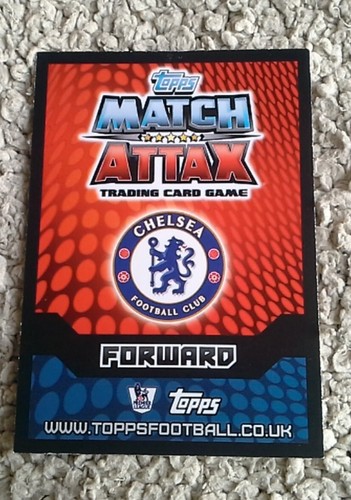 Topps
MATCH
ATTAX
TRADING CARD GAME
CHELSEA
FOOTBALL CLUB
FORWARD
Topps
WWW.TOPPSFOOTBALL.CO.UK